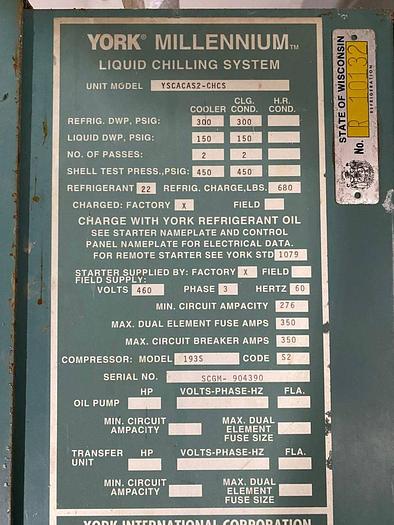 YORK® MILLENNIUM™
LIQUID CHILLING SYSTEM
UNIT MODEL YSCACAS2-CHCS
COOLER CLG. COND. H.R. COND.
REFRIG. DWP, PSIG: 300 300
LIQUID DWP, PSIG: 150 150
NO. OF PASSES: 2 2
SHELL TEST PRESS.,PSIG: 450 450
REFRIGERANT 22 REFRIG. CHARGE,LBS. 680
CHARGED: FACTORY X FIELD
CHARGE WITH YORK REFRIGERANT OIL
SEE STARTER NAMEPLATE AND CONTROL
PANEL NAMEPLATE FOR ELECTRICAL DATA.
FOR REMOTE STARTER SEE YORK STD 1079
STARTER SUPPLIED BY: FACTORY X FIELD
FIELD SUPPLY:
VOLTS 460 PHASE 3 HERTZ 60
MIN. CIRCUIT AMPACITY 276
MAX. DUAL ELEMENT FUSE AMPS 350
MAX. CIRCUIT BREAKER AMPS 350
COMPRESSOR: MODEL 193S CODE S2
SERIAL NO. SCGM- 904390
HP VOLTS-PHASE-HZ FLA.
OIL PUMP
MIN. CIRCUIT AMPACITY MAX. DUAL ELEMENT FUSE SIZE
HP VOLTS-PHASE-HZ FLA.
TRANSFER UNIT
MIN. CIRCUIT AMPACITY MAX. DUAL ELEMENT FUSE SIZE
YORK INTERNATIONAL CORPORATION
STATE OF WISCONSIN
No. R 10132
REFRIGERATION